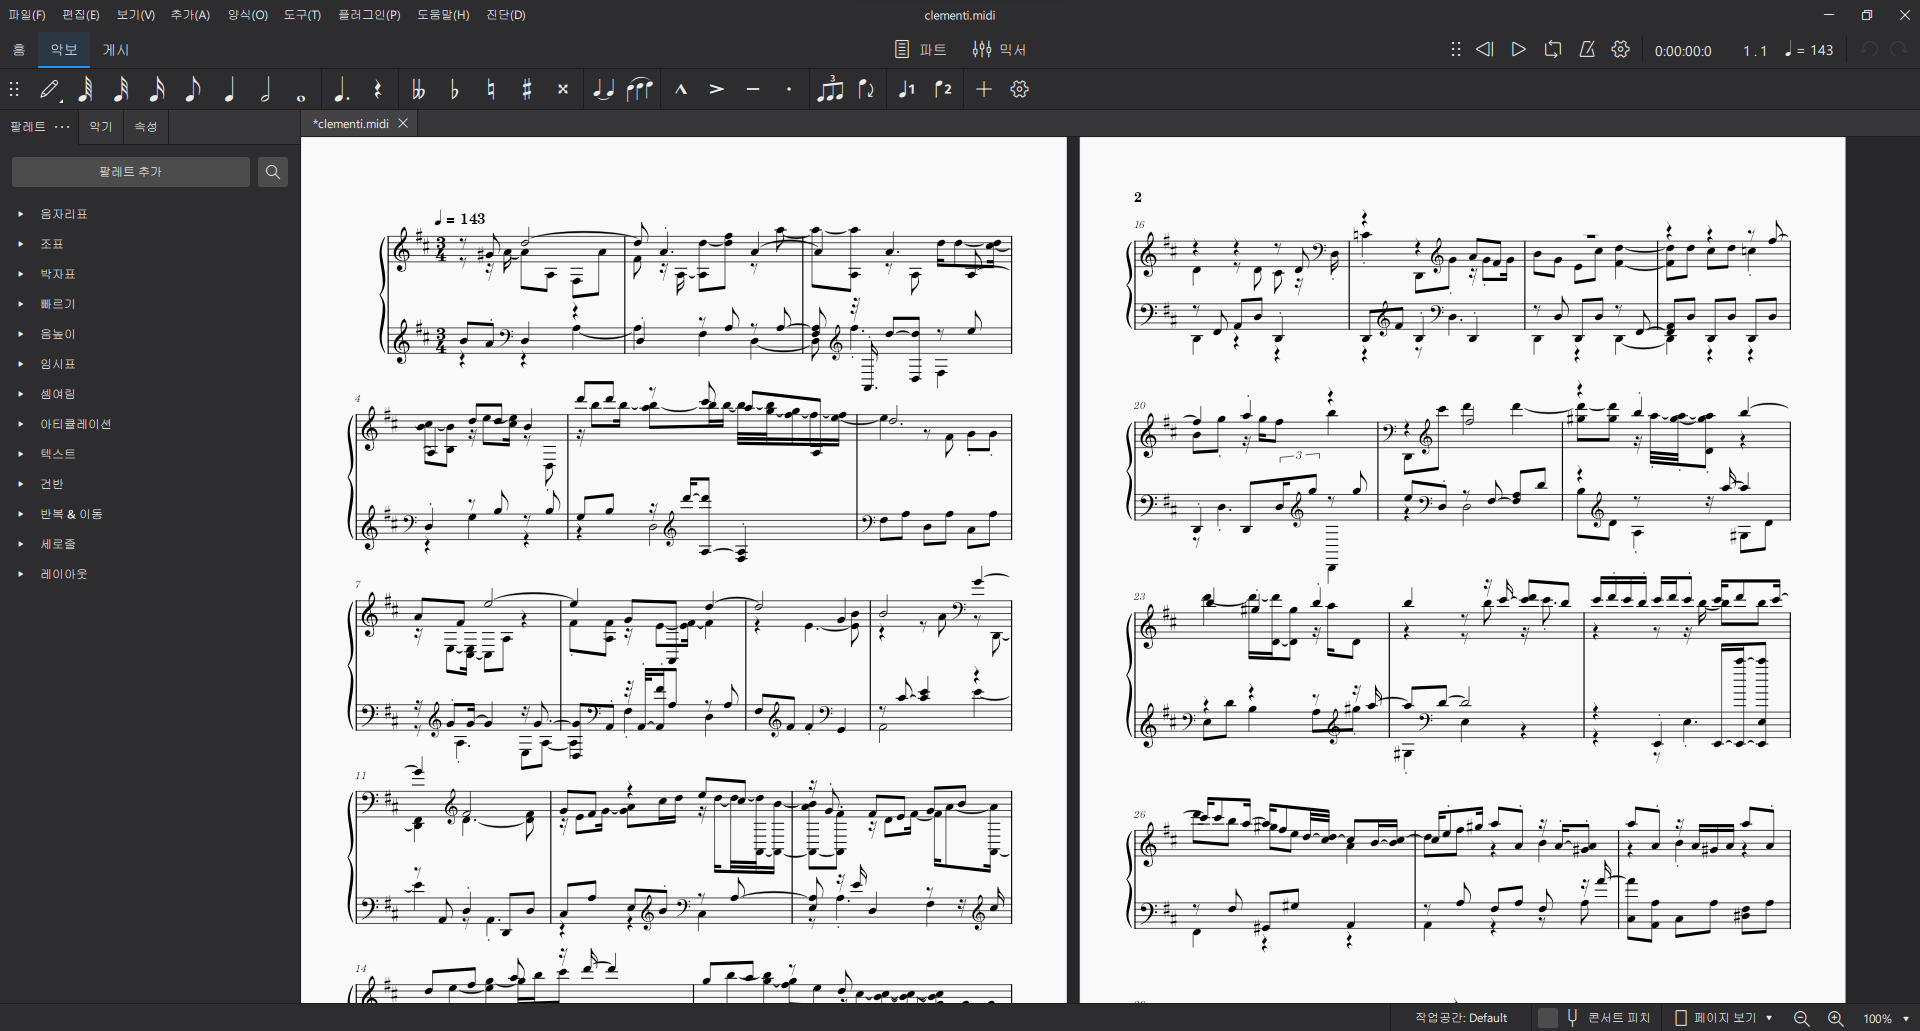 파일(F) 편집(E) 보기(V) 추가(A) 양식(O) 도구(T) 플러그인(P) 도움말(H) 진단(D)
clementi.midi
홈 악보 게시
파트 믹서
0:00:00:0 1 . 1 = 143
3 1 2
팔레트 악기 속성
*clementi.midi
팔레트 추가
음자리표
조표
박자표
빠르기
음높이
임시표
셈여림
아티큘레이션
텍스트
건반
반복 & 이동
세로줄
레이아웃
= 143
3
4
3
4
4
7
11
14
2
16
20
3
23
26
작업공간: Default
콘서트 피치
페이지 보기
100%